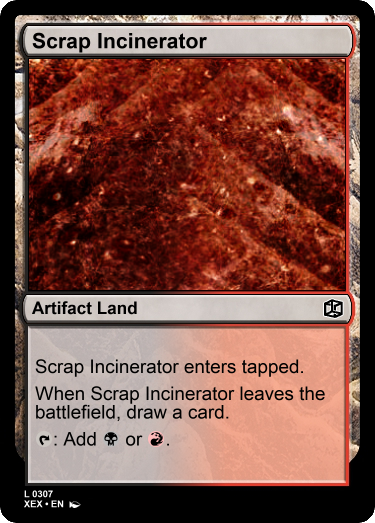 Scrap Incinerator
Artifact Land
Scrap Incinerator enters tapped.
When Scrap Incinerator leaves the
battlefield, draw a card.
: Add or .
L 0307
XEX • EN